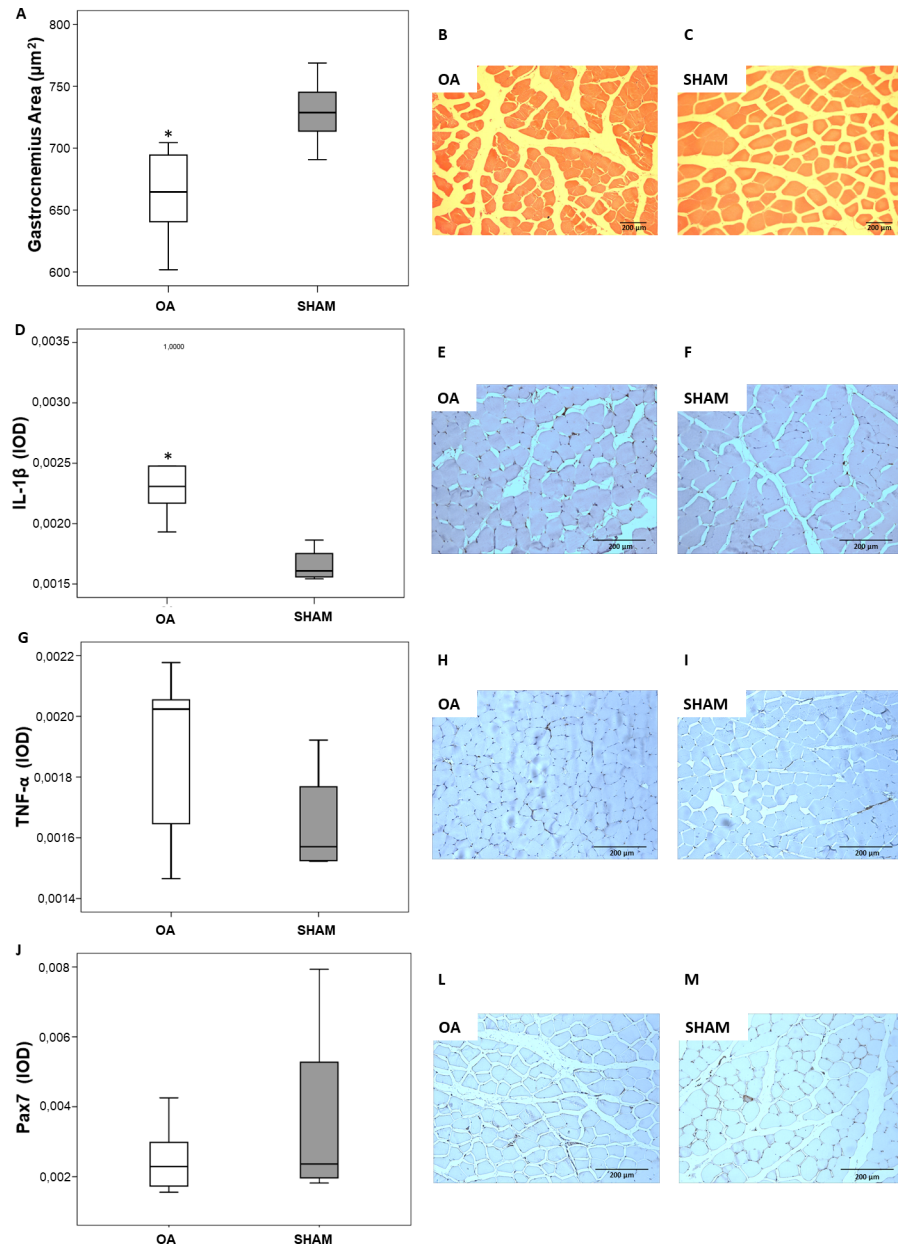 A
Gastrocnemius Area (µm²)
800
750
700
650
600
*
OA
SHAM
B
OA
200 µm
C
SHAM
200 µm
D
IL-1β (IOD)
0,0035
0,0030
0,0025
0,0020
0,0015
1,0000
*
OA
SHAM
E
OA
200 µm
F
SHAM
200 µm
G
TNF-α (IOD)
0,0022
0,0020
0,0018
0,0016
0,0014
OA
SHAM
H
OA
200 µm
I
SHAM
200 µm
J
Pax7 (IOD)
0,008
0,006
0,004
0,002
OA
SHAM
L
OA
200 µm
M
SHAM
200 µm